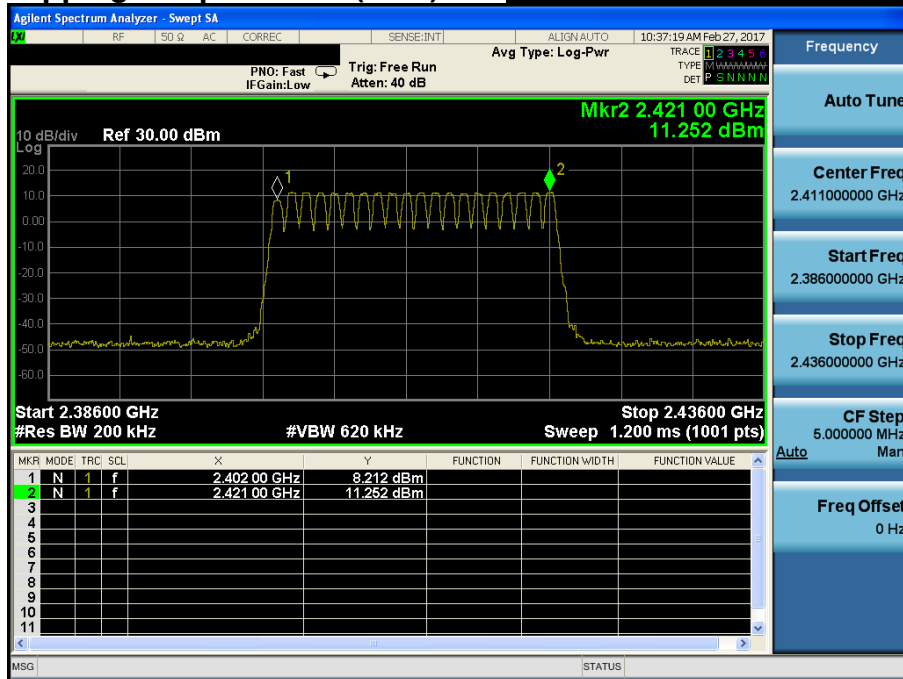 Agilent Spectrum Analyzer - Swept SA
LXI RF 50 Ω AC CORREC SENSE:INT ALIGN AUTO 10:37:19 AM Feb 27, 2017
Frequency
Avg Type: Log-Pwr
TRACE 1 2 3 4 5 6
PNO: Fast Trig: Free Run
TYPE M WWWWW
IFGain:Low Atten: 40 dB
DET P S N N N N
Auto Tune
Mkr2 2.421 00 GHz
11.252 dBm
10 dB/div Ref 30.00 dBm
Log
20.0
10.0
0.00
-10.0
-20.0
-30.0
-40.0
-50.0
-60.0
1
2
Center Freq
2.411000000 GHz
Start Freq
2.386000000 GHz
Stop Freq
2.436000000 GHz
Start 2.38600 GHz Stop 2.43600 GHz
#Res BW 200 kHz #VBW 620 kHz Sweep 1.200 ms (1001 pts)
CF Step
5.000000 MHz
Auto Man
MKR MODE TRC SCL X Y FUNCTION FUNCTION WIDTH FUNCTION VALUE
1 N 1 f 2.402 00 GHz 8.212 dBm
2 N 1 f 2.421 00 GHz 11.252 dBm
3
4
5
6
7
8
9
10
11
Freq Offset
0 Hz
MSG STATUS